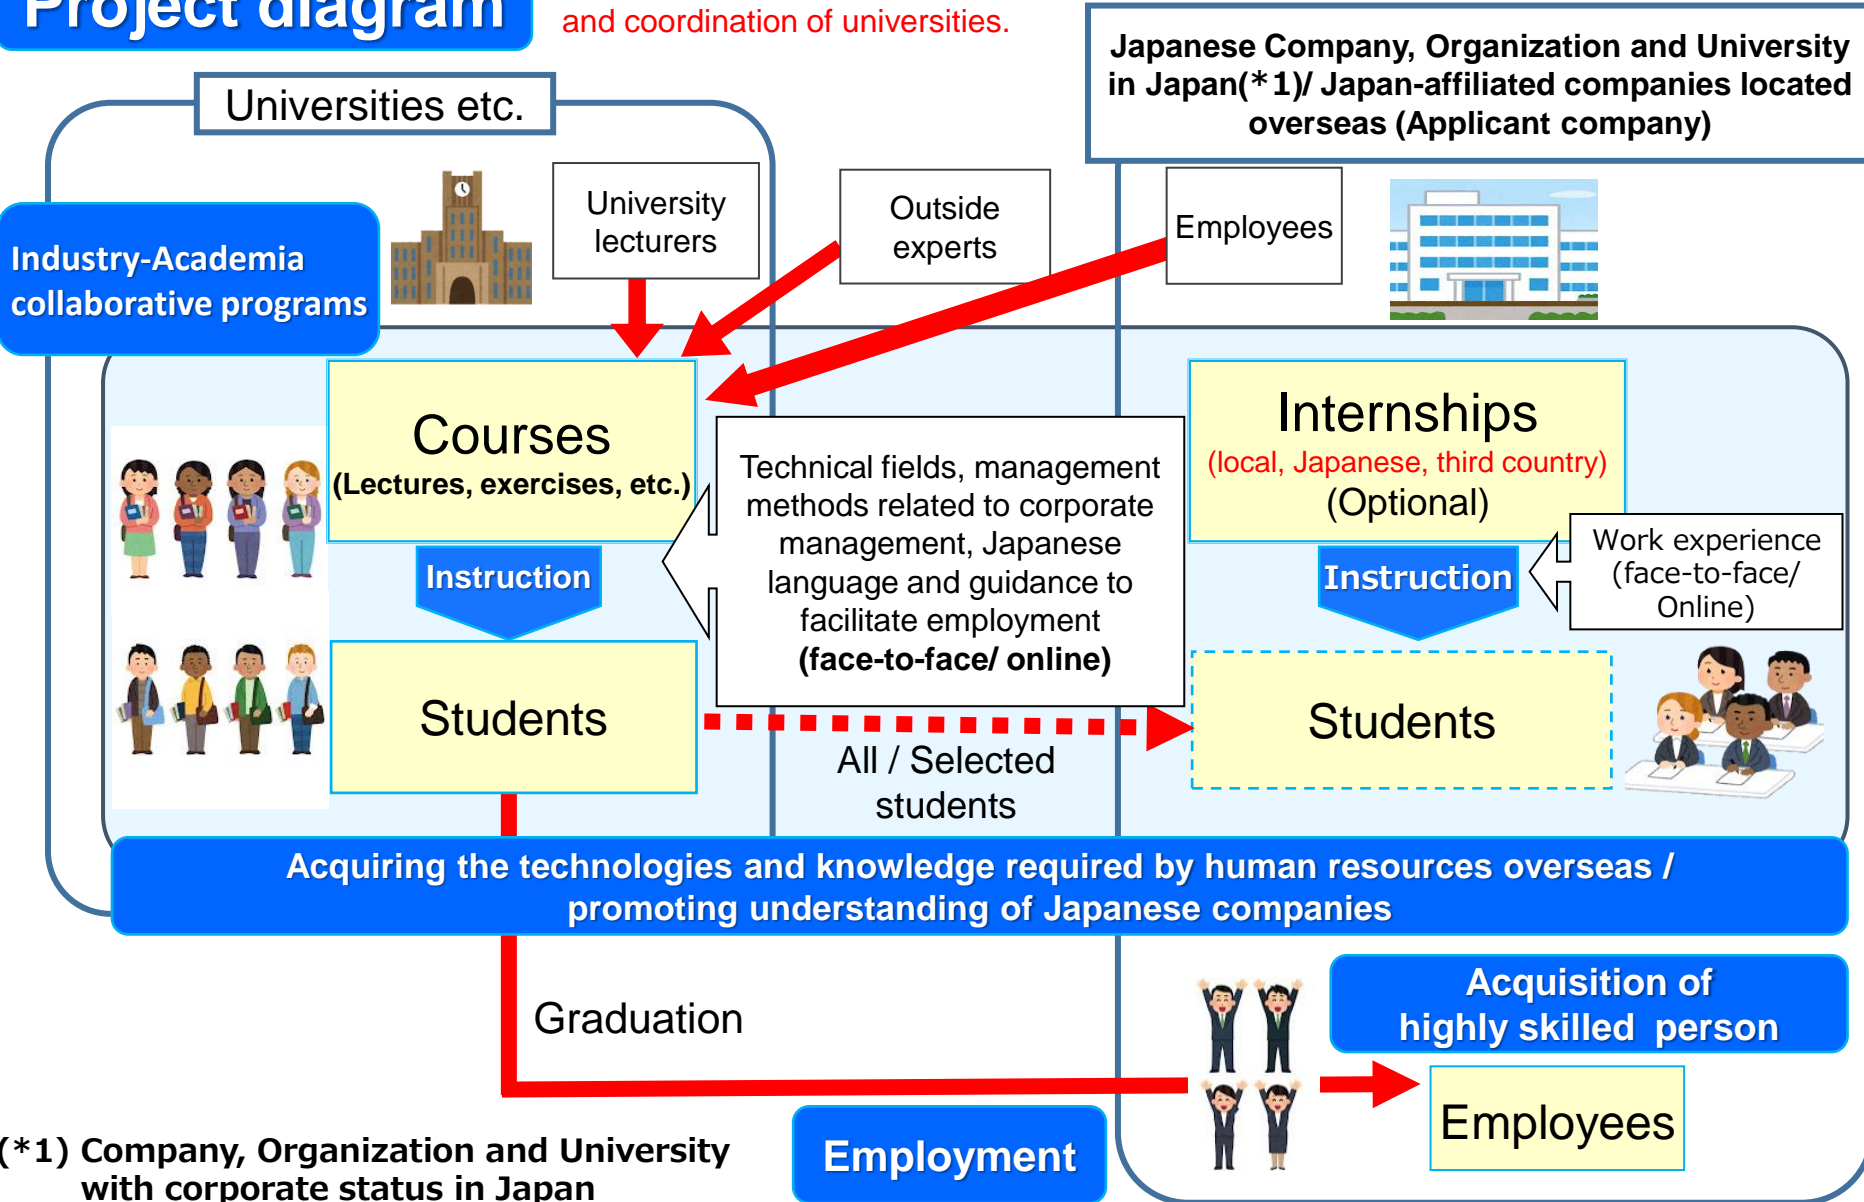 Project diagram
and coordination of universities.
Japanese Company, Organization and University
in Japan(*1)/ Japan-affiliated companies located
overseas (Applicant company)
Universities etc.
University
lecturers
Outside
experts
Employees
Industry-Academia
collaborative programs
Courses
(Lectures, exercises, etc.)
Technical fields, management
methods related to corporate
management, Japanese
language and guidance to
facilitate employment
(face-to-face/ online)
Internships
(local, Japanese, third country)
(Optional)
Work experience
(face-to-face/
Online)
Instruction
Instruction
Students
All / Selected
students
Students
Acquiring the technologies and knowledge required by human resources overseas /
promoting understanding of Japanese companies
Graduation
Acquisition of
highly skilled  person
Employees
Employment
(*1) Company, Organization and University
with corporate status in Japan